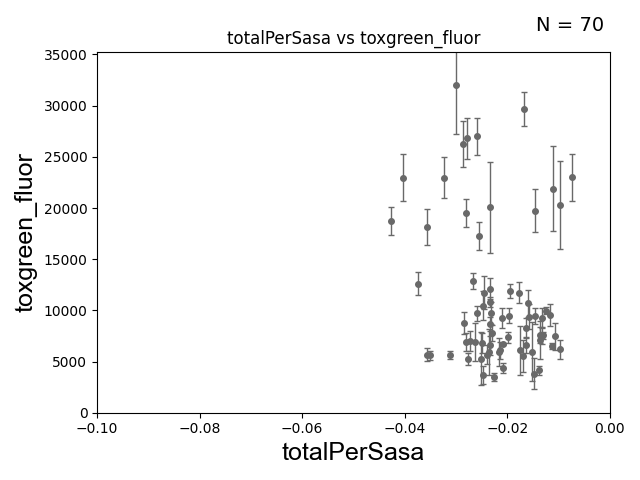 N = 70
totalPerSasa vs toxgreen_fluor
35000
30000
25000
20000
15000
10000
5000
0
toxgreen_fluor
−0.10 −0.08 −0.06 −0.04 −0.02 0.00
totalPerSasa